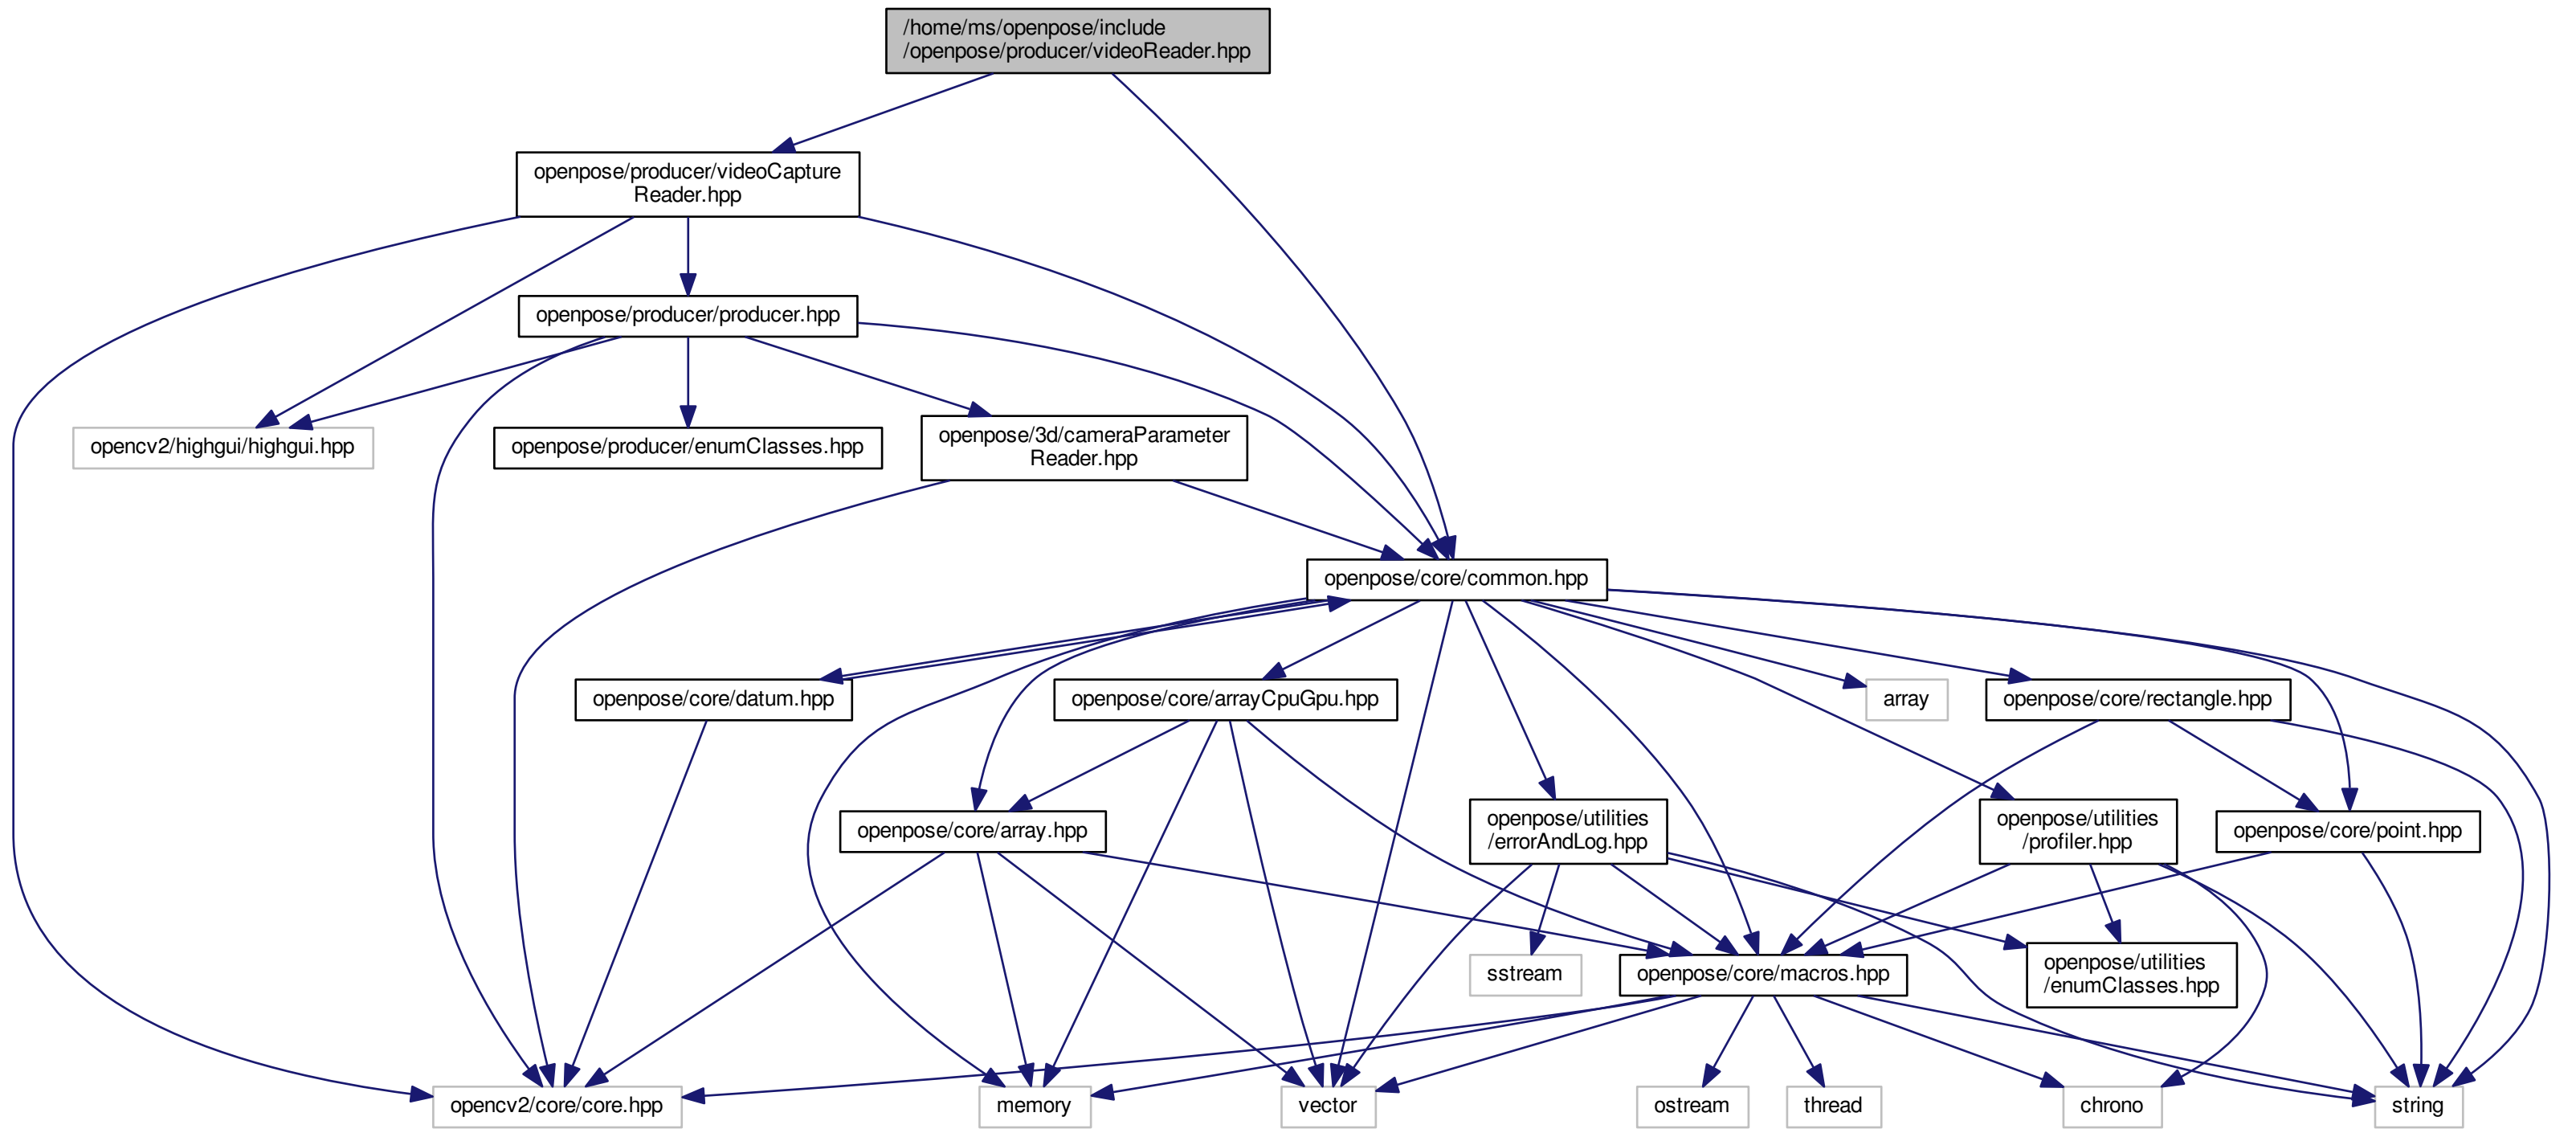 /home/ms/openpose/include
/openpose/producer/videoReader.hpp
openpose/producer/videoCapture
Reader.hpp
openpose/producer/producer.hpp
opencv2/highgui/highgui.hpp
openpose/producer/enumClasses.hpp
openpose/3d/cameraParameter
Reader.hpp
openpose/core/common.hpp
openpose/core/datum.hpp
openpose/core/arrayCpuGpu.hpp
array
openpose/core/rectangle.hpp
openpose/core/array.hpp
openpose/utilities
/errorAndLog.hpp
openpose/utilities
/profiler.hpp
openpose/core/point.hpp
sstream
openpose/core/macros.hpp
openpose/utilities
/enumClasses.hpp
opencv2/core/core.hpp
memory
vector
ostream
thread
chrono
string